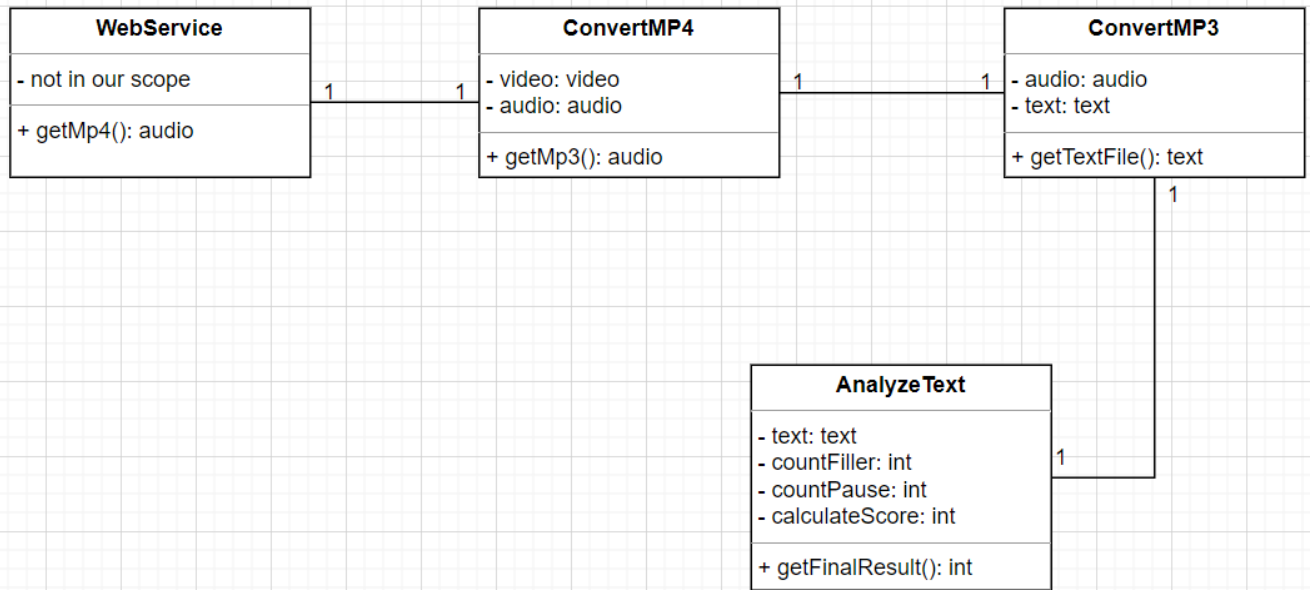 WebService
- not in our scope
+ getMp4(): audio
1
1
ConvertMP4
- video: video
- audio: audio
+ getMp3(): audio
1
1
ConvertMP3
- audio: audio
- text: text
+ getTextFile(): text
1
AnalyzeText
- text: text
- countFiller: int
- countPause: int
- calculateScore: int
+ getFinalResult(): int
1